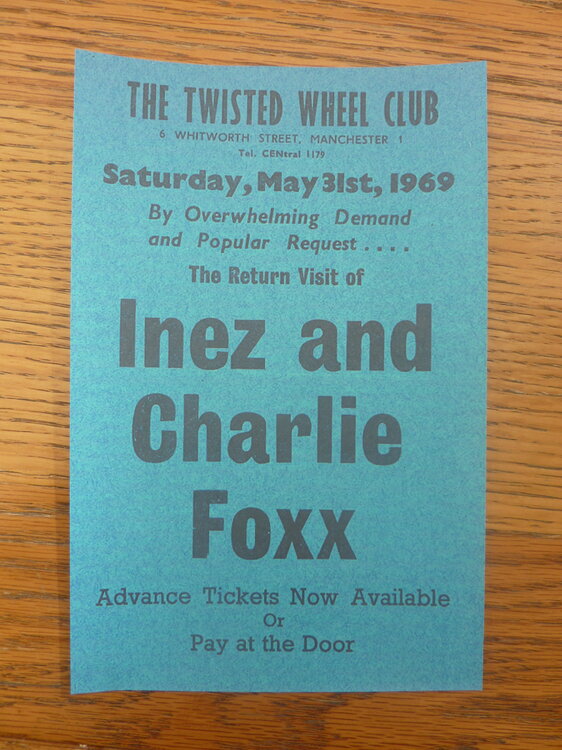 THE TWISTED WHEEL CLUB
6 WHITWORTH STREET, MANCHESTER 1
Tel. CENtral 1179
Saturday, May 31st, 1969
By Overwhelming Demand
and Popular Request . . . .
The Return Visit of
Inez and
Charlie
Foxx
Advance Tickets Now Available
Or
Pay at the Door